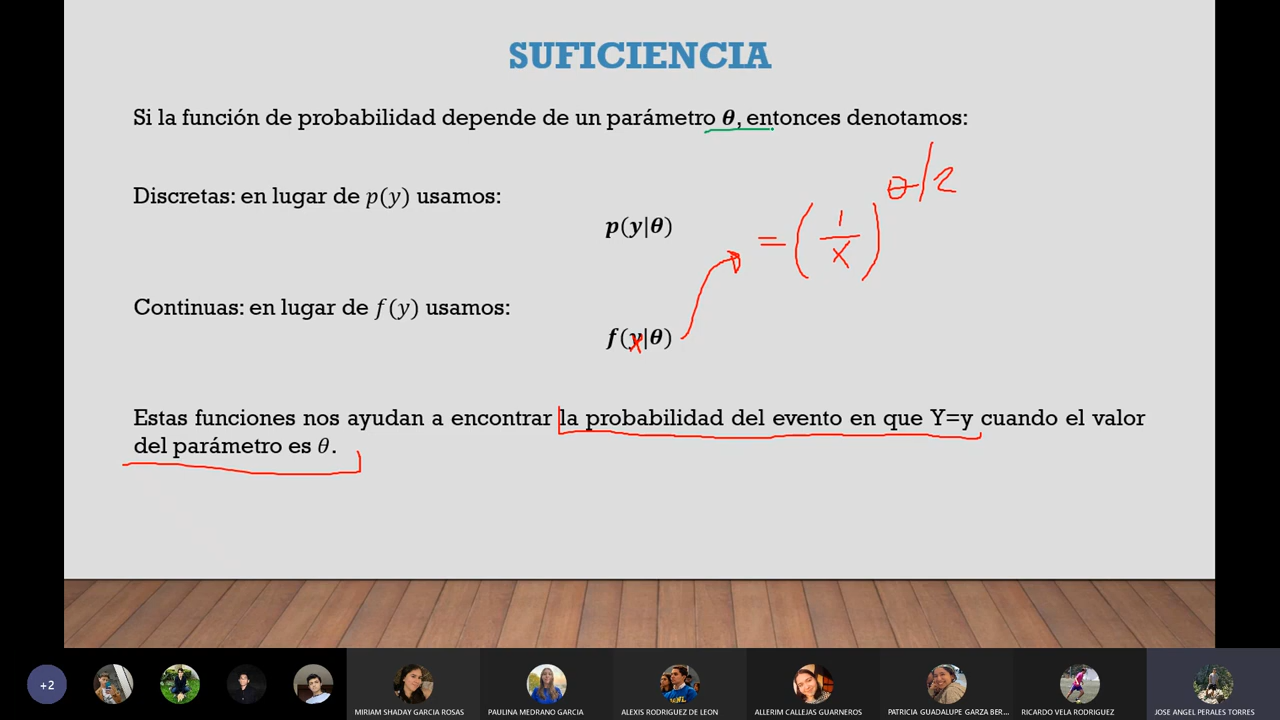 SUFICIENCIA
Si la función de probabilidad depende de un parámetro θ, entonces denotamos:
Discretas: en lugar de p(y) usamos:
p(y|θ)
= (1/x)^θ/2
Continuas: en lugar de f(y) usamos:
f(y|θ)
x
Estas funciones nos ayudan a encontrar la probabilidad del evento en que Y=y cuando el valor
del parámetro es θ.
+2
MIRIAM SHADAY GARCIA ROSAS
PAULINA MEDRANO GARCIA
ALEXIS RODRIGUEZ DE LEON
ALLERIM CALLEJAS GUARNEROS
PATRICIA GUADALUPE GARZA BER...
RICARDO VELA RODRIGUEZ
JOSE ANGEL PERALES TORRES